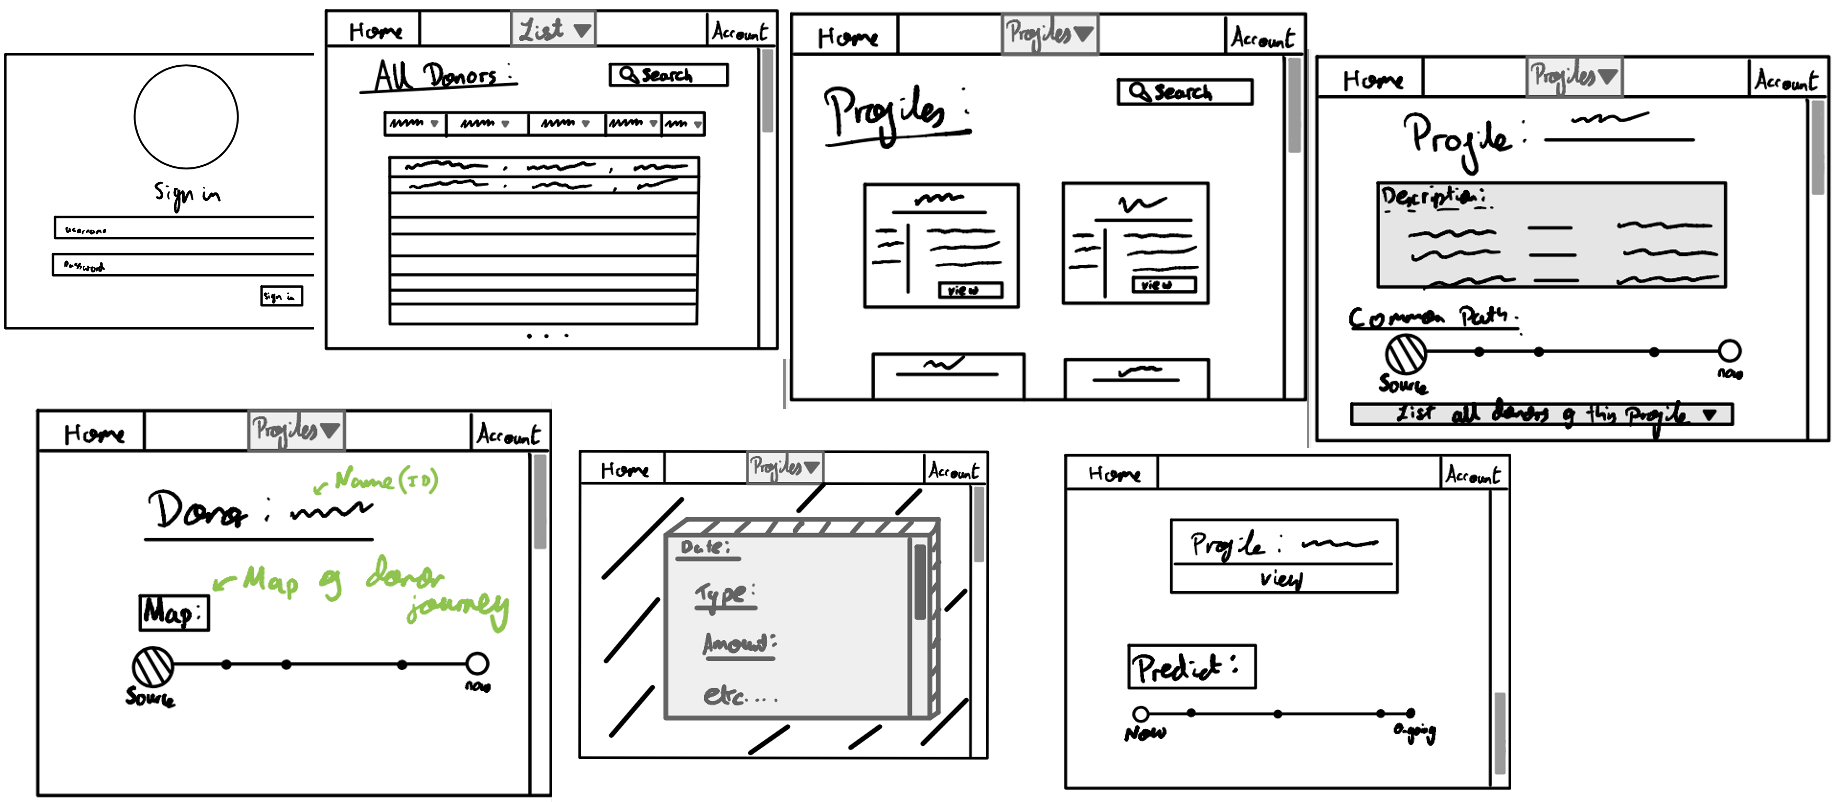 Sign in
Username
Password
Sign in
Home List ▼ Account
All Donors:
Search
...
Home Profiles ▼ Account
Profiles:
Search
view
view
Home Profiles ▼ Account
Profile:
Description:
Common Path:
Source
now
List all donors of this Profile ▼
Home Profiles ▼ Account
Name (ID)
Donor:
Map of donor
journey
Map:
Source
now
Home Profiles ▼ Account
Date:
Type:
Amount:
etc....
Home Account
Profile:
view
Predict:
Now
Ongoing